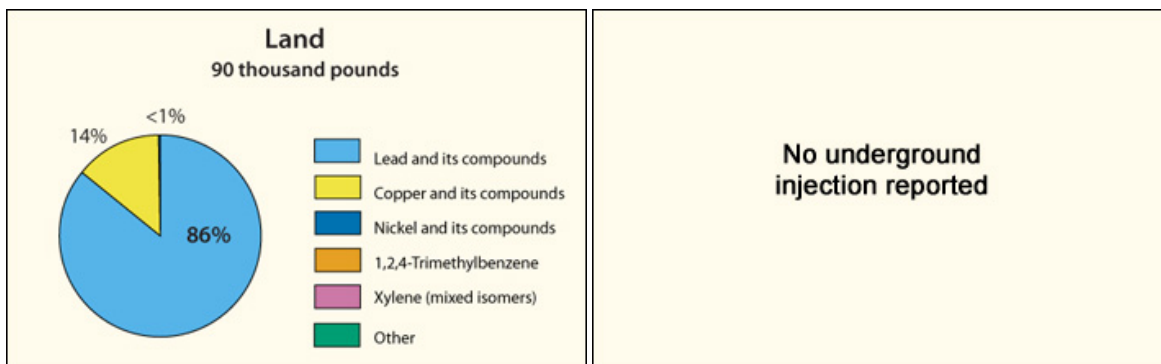 Land
90 thousand pounds
<1%
14%
86%
Lead and its compounds
Copper and its compounds
Nickel and its compounds
1,2,4-Trimethylbenzene
Xylene (mixed isomers)
Other
No underground
injection reported